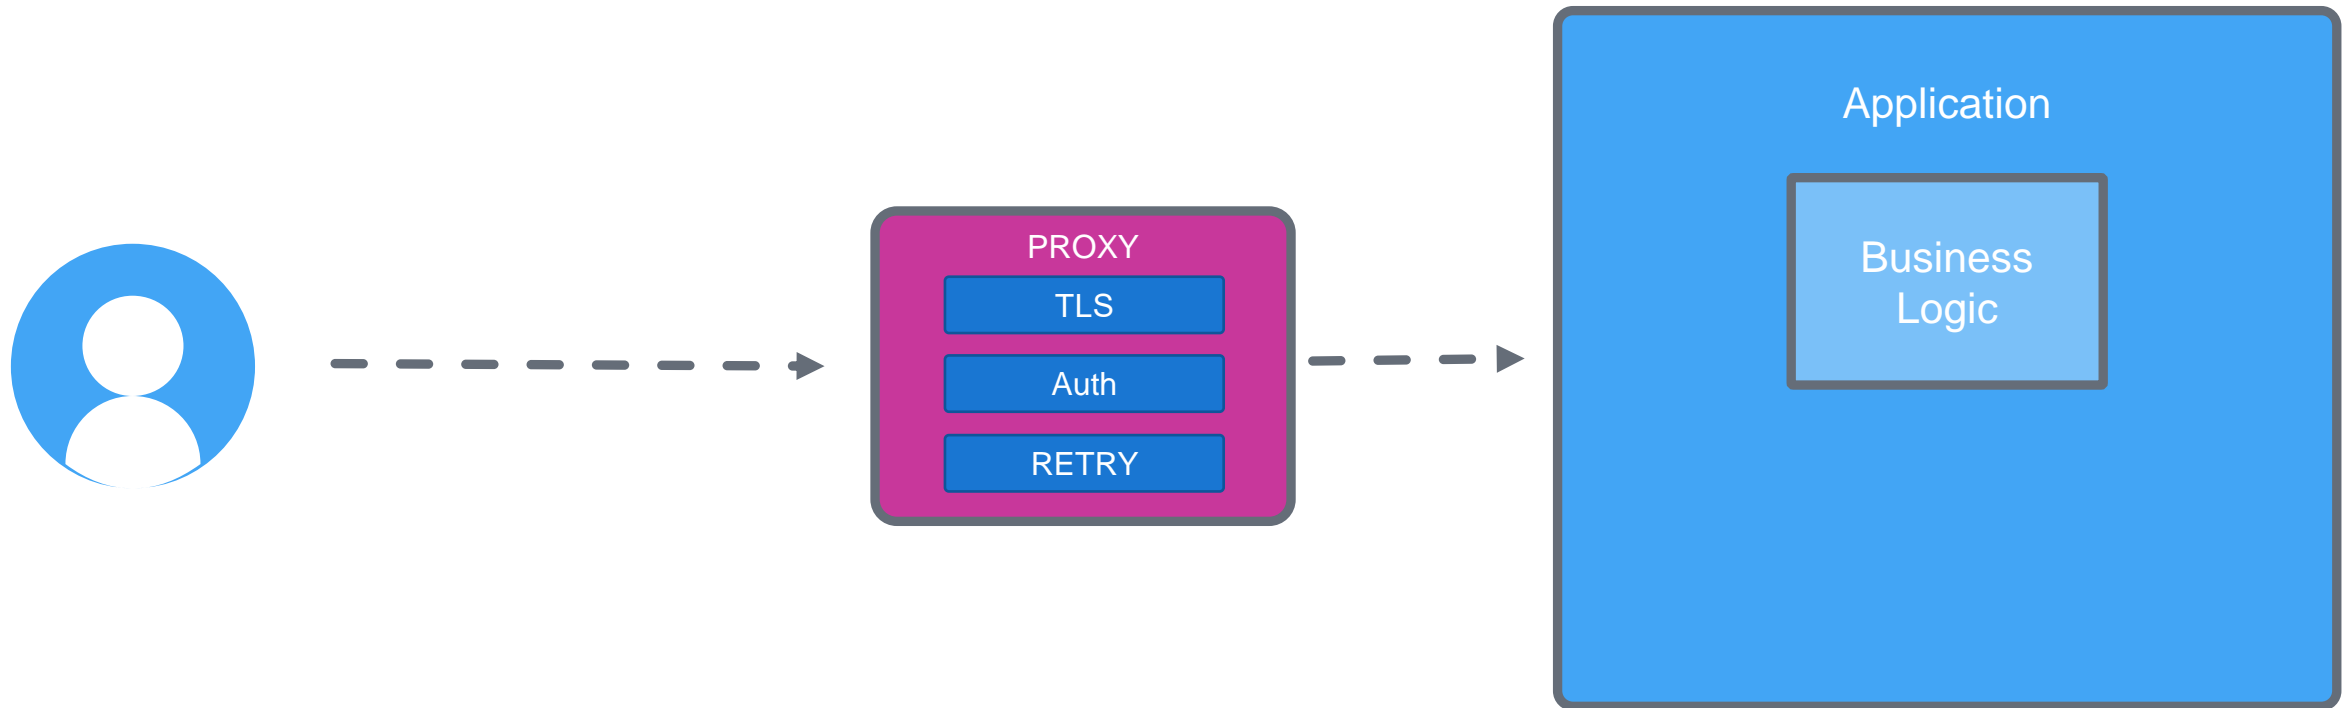 PROXY
TLS
Auth
RETRY
Application
Business
Logic